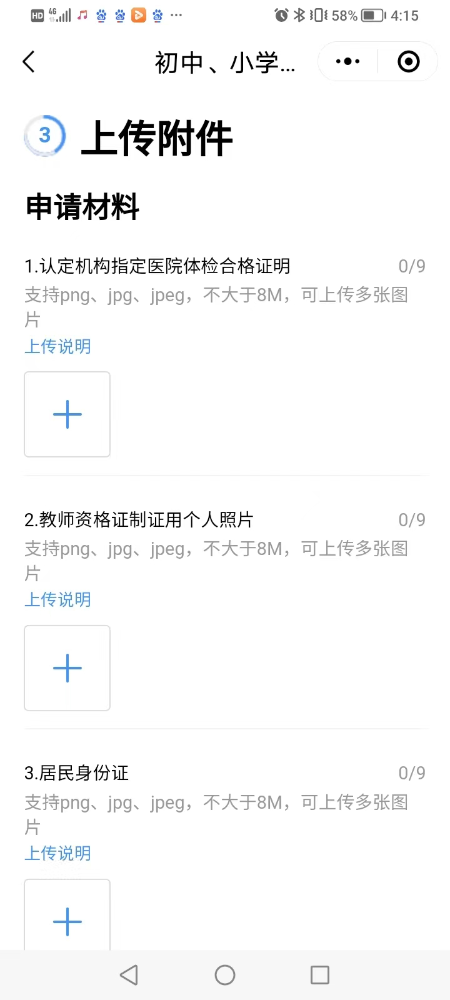 HD 4G 58% 4:15
初中、小学...
3 上传附件
申请材料
1.认定机构指定医院体检合格证明 0/9
支持png、jpg、jpeg，不大于8M，可上传多张图
片
上传说明
2.教师资格证制证用个人照片 0/9
支持png、jpg、jpeg，不大于8M，可上传多张图
片
上传说明
3.居民身份证 0/9
支持png、jpg、jpeg，不大于8M，可上传多张图
片
上传说明